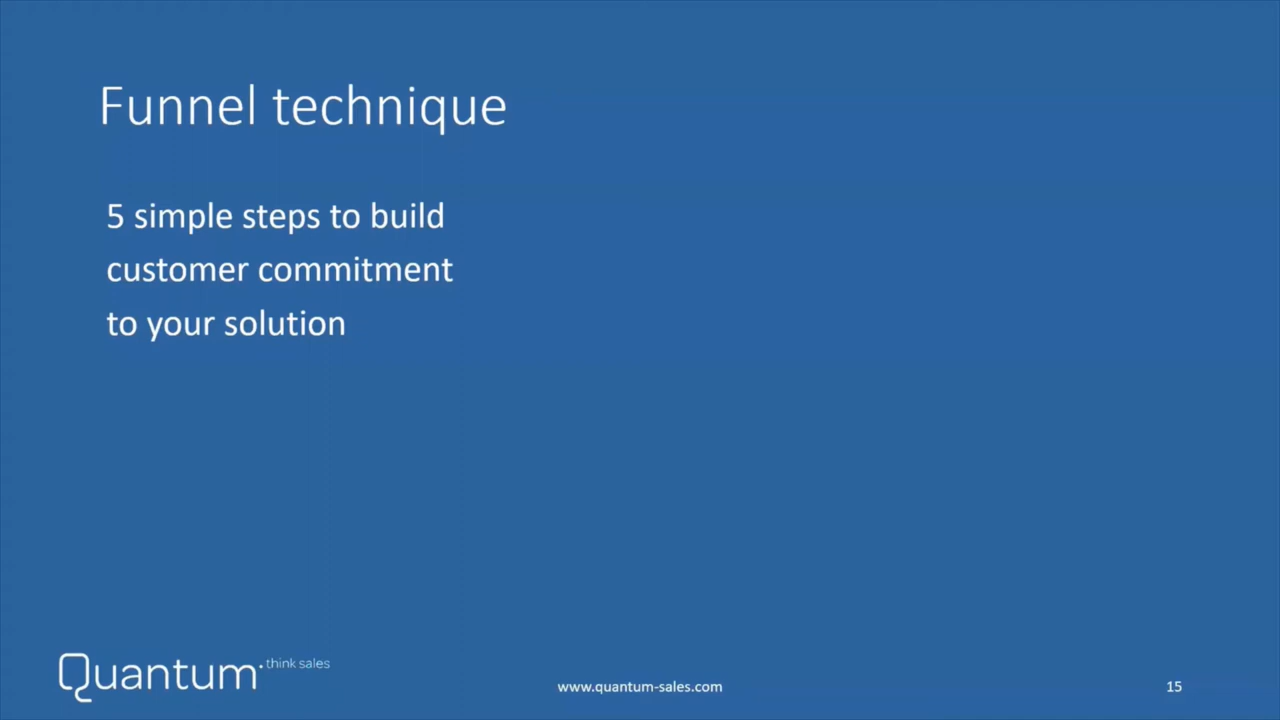 Funnel technique
5 simple steps to build
customer commitment
to your solution
Quantum think sales
www.quantum-sales.com
15